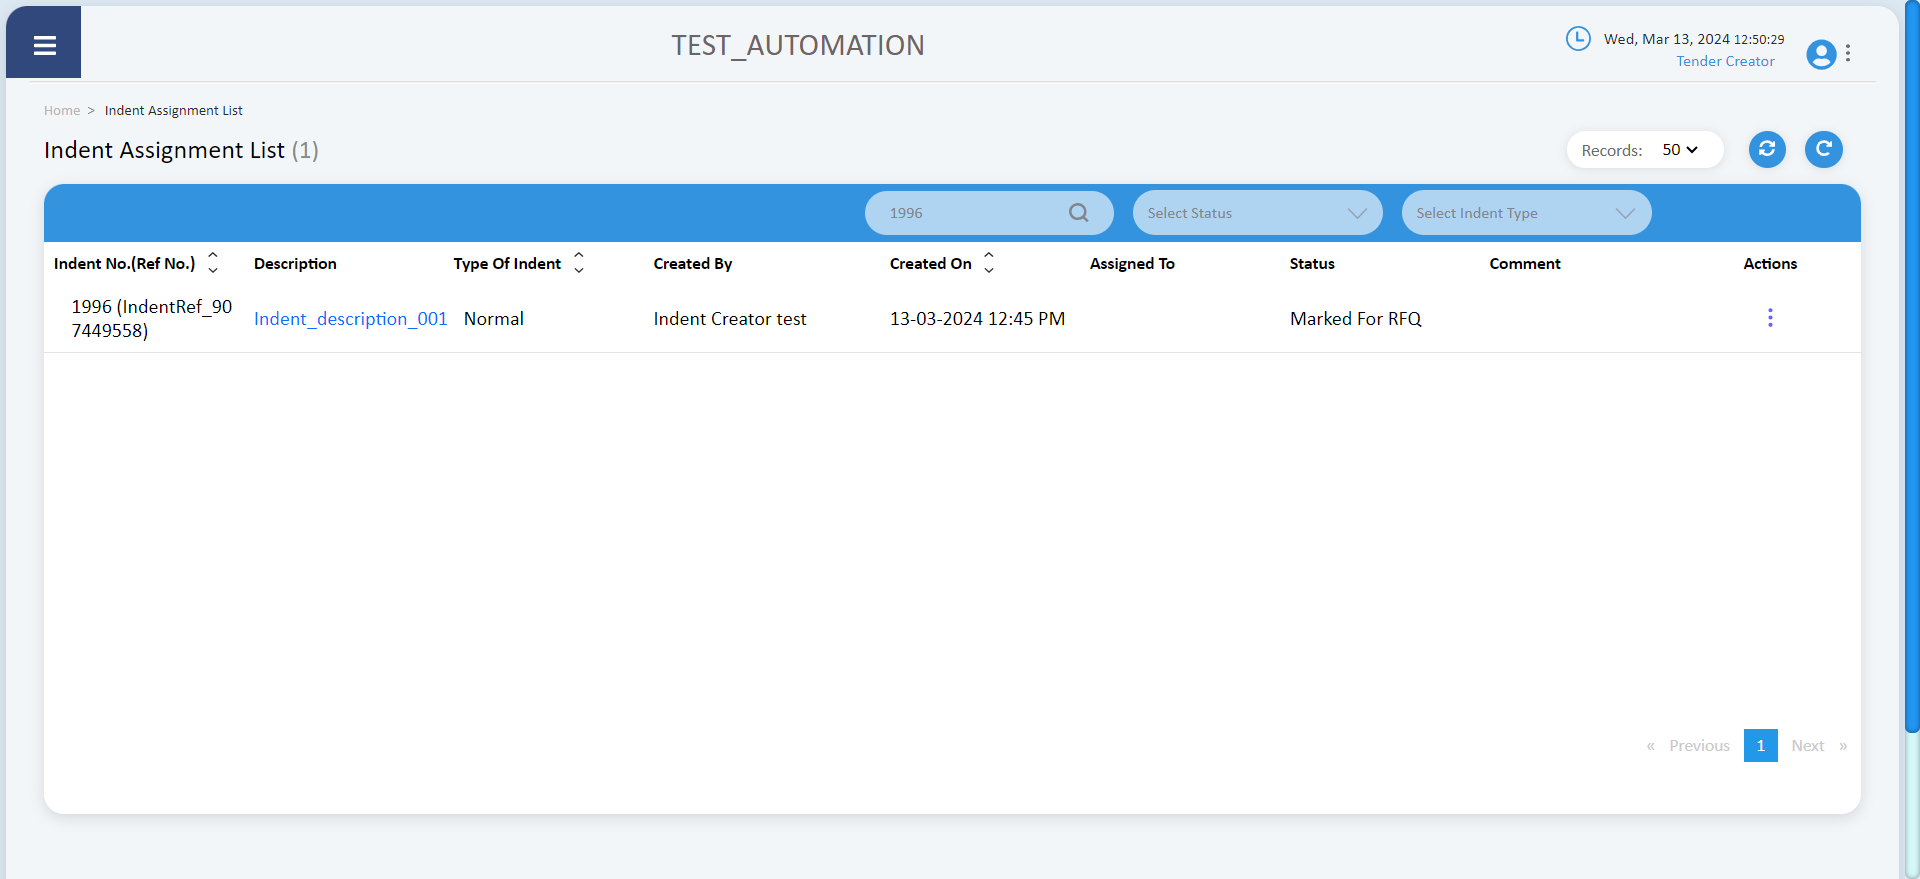 TEST_AUTOMATION
Wed, Mar 13, 2024 12:50:29
Tender Creator
Home > Indent Assignment List
Indent Assignment List (1)
Records: 50
1996
Select Status
Select Indent Type
Indent No.(Ref No.) Description Type Of Indent Created By Created On Assigned To Status Comment Actions
1996 (IndentRef_90
7449558)
Indent_description_001 Normal Indent Creator test 13-03-2024 12:45 PM Marked For RFQ
« Previous 1 Next »